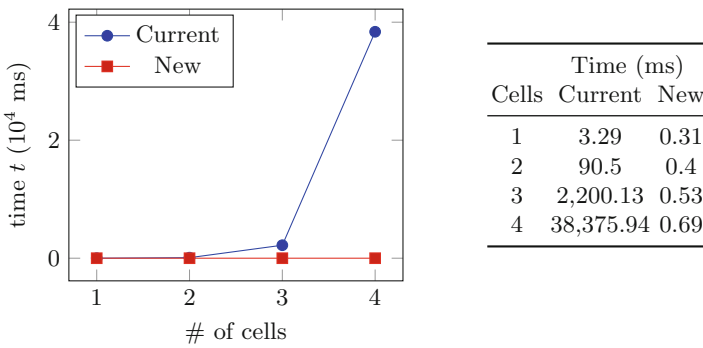 4
2
0
time t (10^4 ms)
Current
New
1 2 3 4
# of cells
Time (ms)
Cells Current New
1 3.29 0.31
2 90.5 0.4
3 2,200.13 0.53
4 38,375.94 0.69